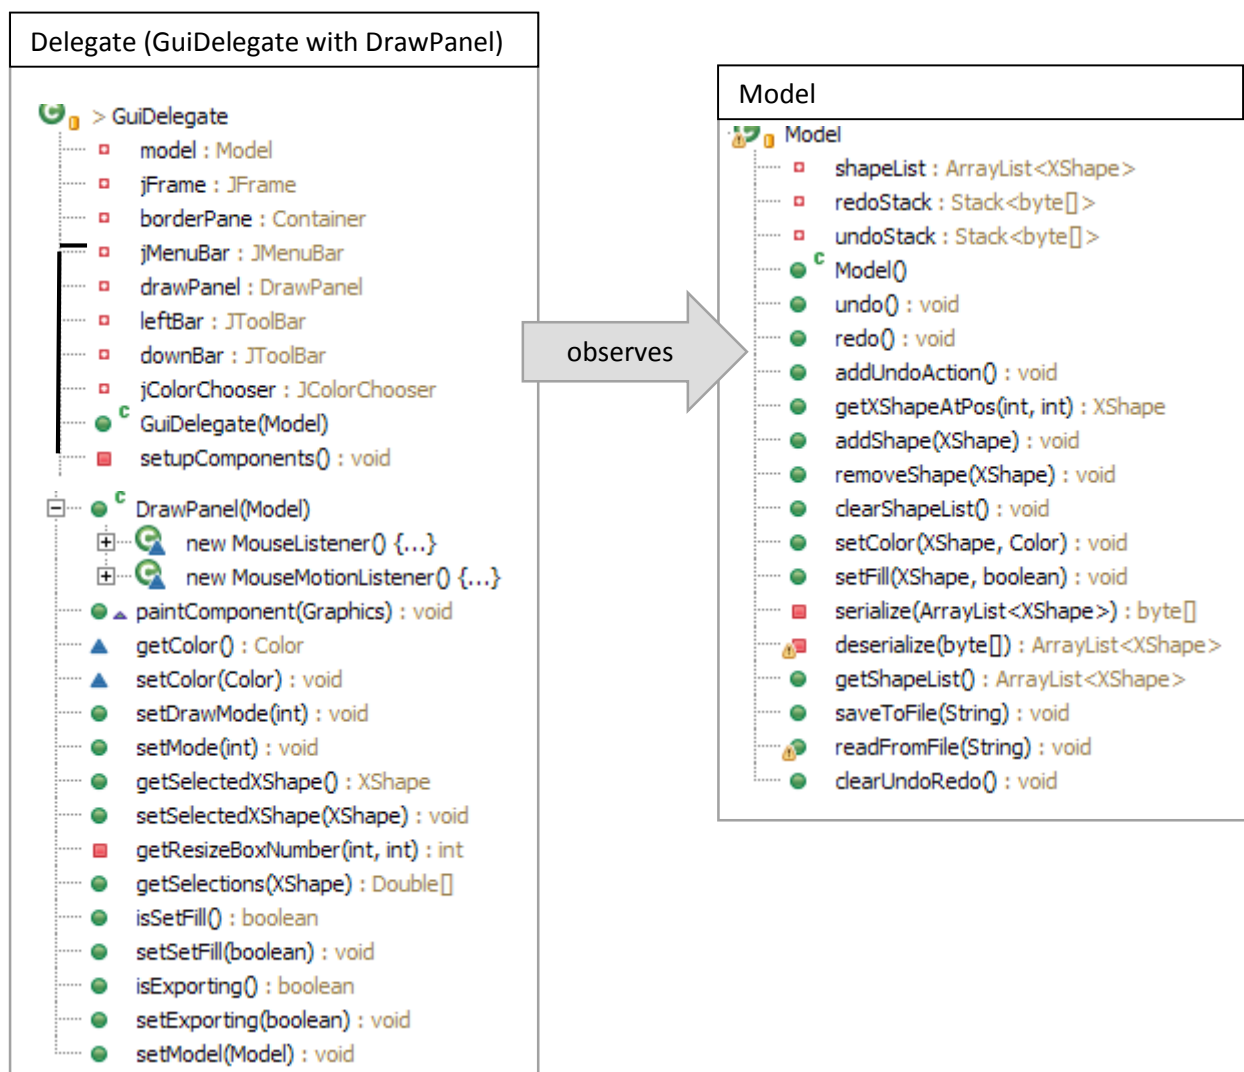 Delegate (GuiDelegate with DrawPanel)
> GuiDelegate
model : Model
jFrame : JFrame
borderPane : Container
jMenuBar : JMenuBar
drawPanel : DrawPanel
leftBar : JToolBar
downBar : JToolBar
jColorChooser : JColorChooser
GuiDelegate(Model)
setupComponents() : void
DrawPanel(Model)
new MouseListener() {...}
new MouseMotionListener() {...}
paintComponent(Graphics) : void
getColor() : Color
setColor(Color) : void
setDrawMode(int) : void
setMode(int) : void
getSelectedXShape() : XShape
setSelectedXShape(XShape) : void
getResizeBoxNumber(int, int) : int
getSelections(XShape) : Double[]
isSetFill() : boolean
setSetFill(boolean) : void
isExporting() : boolean
setExporting(boolean) : void
setModel(Model) : void
observes
Model
Model
shapeList : ArrayList<XShape>
redoStack : Stack<byte[]>
undoStack : Stack<byte[]>
Model()
undo() : void
redo() : void
addUndoAction() : void
getXShapeAtPos(int, int) : XShape
addShape(XShape) : void
removeShape(XShape) : void
clearShapeList() : void
setColor(XShape, Color) : void
setFill(XShape, boolean) : void
serialize(ArrayList<XShape>) : byte[]
deserialize(byte[]) : ArrayList<XShape>
getShapeList() : ArrayList<XShape>
saveToFile(String) : void
readFromFile(String) : void
clearUndoRedo() : void